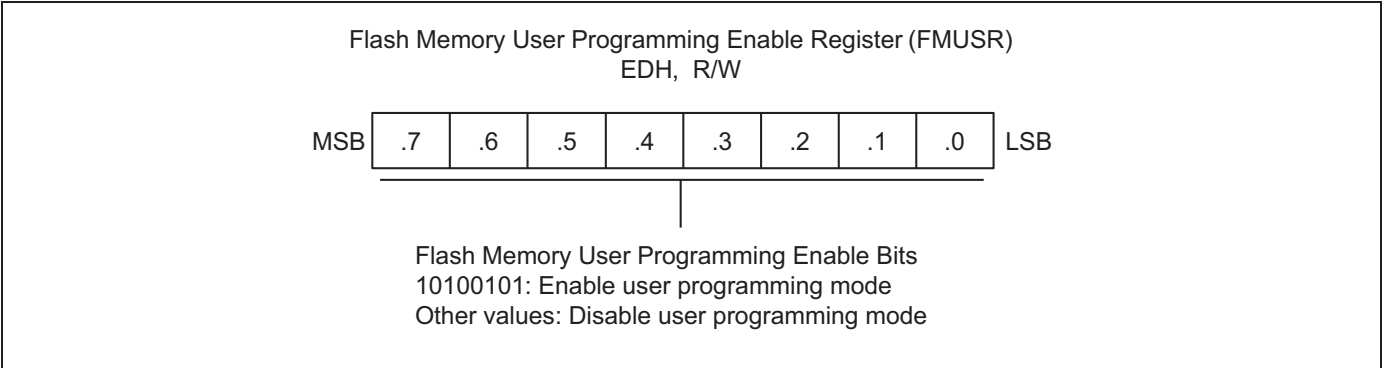 Flash Memory User Programming Enable Register (FMUSR)
EDH, R/W
MSB .7 .6 .5 .4 .3 .2 .1 .0 LSB
Flash Memory User Programming Enable Bits
10100101: Enable user programming mode
Other values: Disable user programming mode